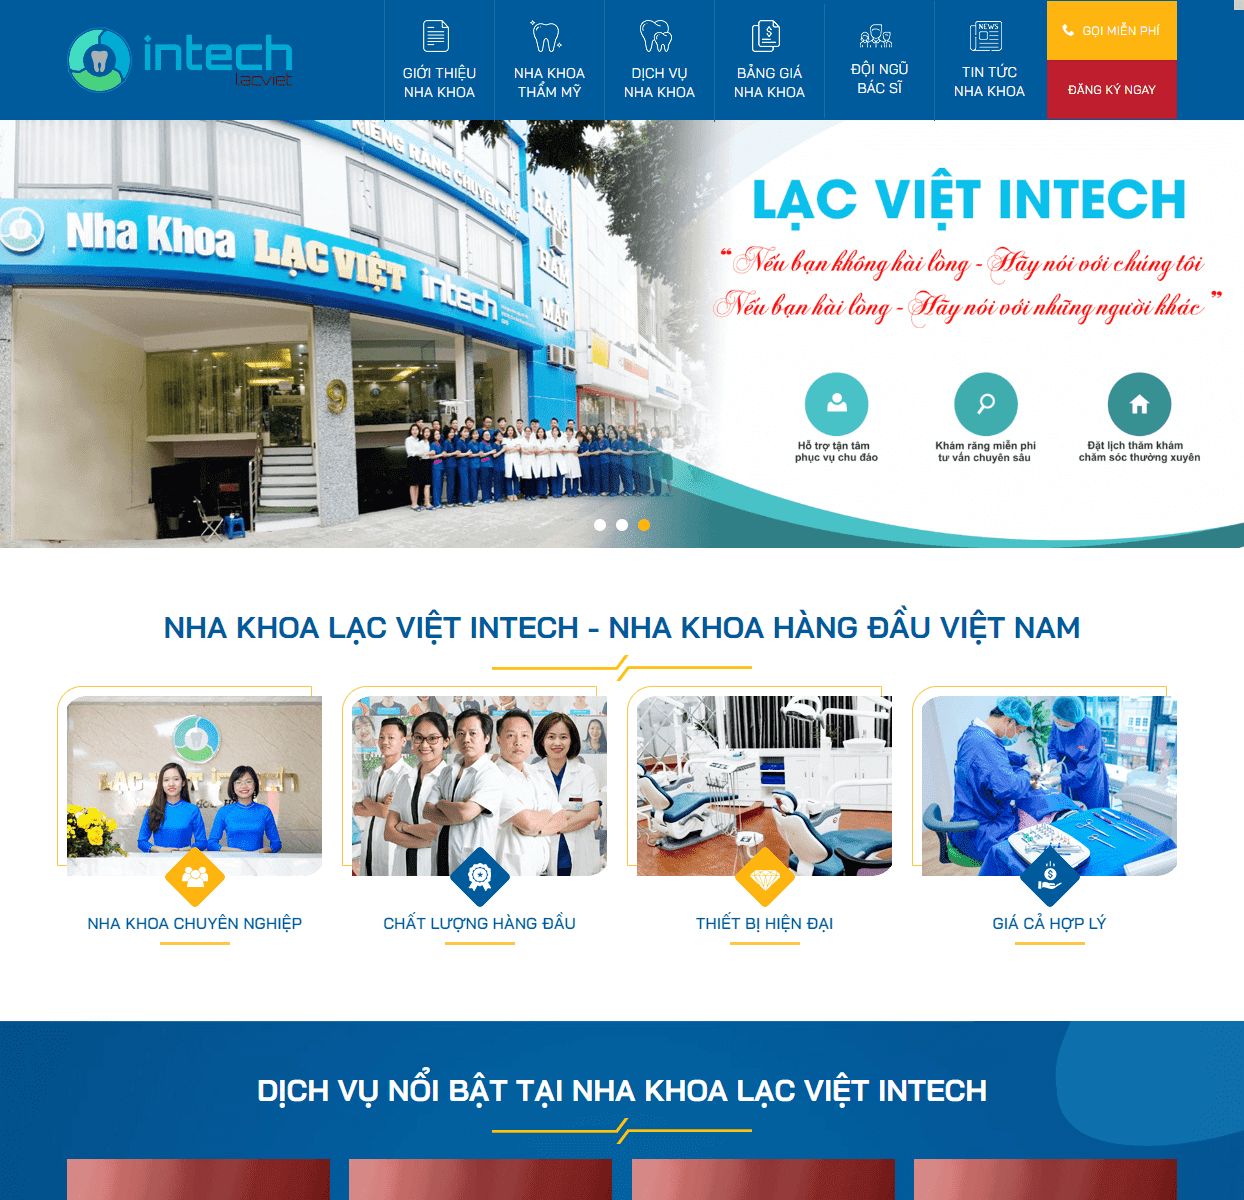 intech
lacviet
GIỚI THIỆU
NHA KHOA
NHA KHOA
THẨM MỸ
DỊCH VỤ
NHA KHOA
BẢNG GIÁ
NHA KHOA
ĐỘI NGŨ
BÁC SĨ
NEWS
TIN TỨC
NHA KHOA
GỌI MIỄN PHÍ
ĐĂNG KÝ NGAY
NIỀNG RĂNG CHUYÊN SÂU
RĂNG
HÀM
MẶT
Nha Khoa LẠC VIỆT intech
9
LẠC VIỆT INTECH
“ Nếu bạn không hài lòng - Hãy nói với chúng tôi
Nếu bạn hài lòng - Hãy nói với những người khác ”
Hỗ trợ tận tâm
phục vụ chu đáo
Khám răng miễn phí
tư vấn chuyên sâu
Đặt lịch thăm khám
chăm sóc thường xuyên
NHA KHOA LẠC VIỆT INTECH - NHA KHOA HÀNG ĐẦU VIỆT NAM
LẠC VIỆT intech
NHA KHOA CHUYÊN NGHIỆP
CHẤT LƯỢNG HÀNG ĐẦU
THIẾT BỊ HIỆN ĐẠI
GIÁ CẢ HỢP LÝ
DỊCH VỤ NỔI BẬT TẠI NHA KHOA LẠC VIỆT INTECH